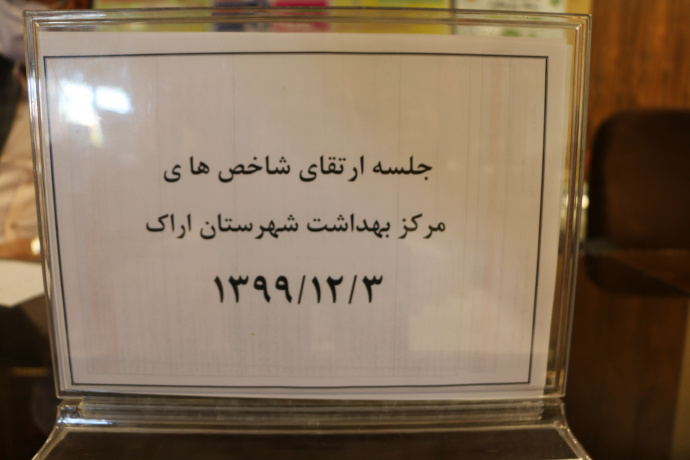 جلسه ارتقای شاخص های
مرکز بهداشت شهرستان اراک
۱۳۹۹/۱۲/۳